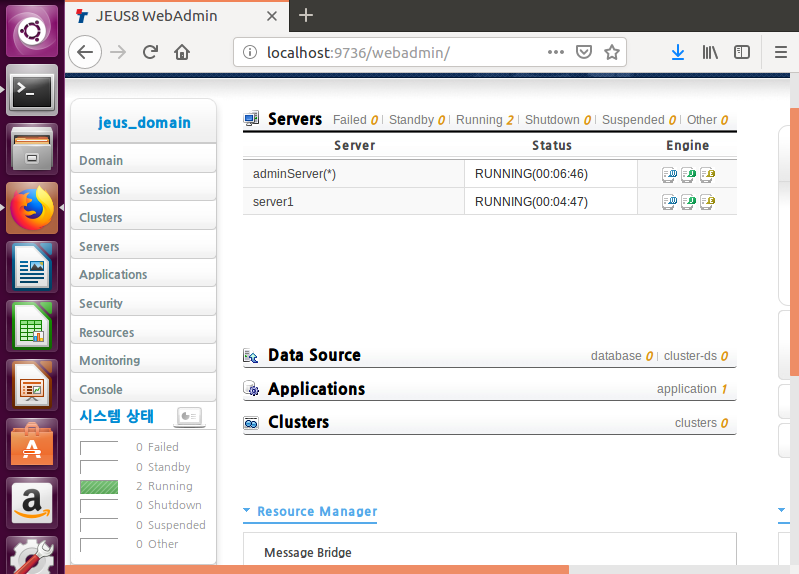 JEUS8 WebAdmin
localhost:9736/webadmin/
jeus_domain
Domain
Session
Clusters
Servers
Applications
Security
Resources
Monitoring
Console
시스템 상태
0 Failed
0 Standby
2 Running
0 Shutdown
0 Suspended
0 Other
Servers Failed 0 Standby 0 Running 2 Shutdown 0 Suspended 0 Other 0
Server Status Engine
adminServer(*) RUNNING(00:06:46)
server1 RUNNING(00:04:47)
Data Source database 0 cluster-ds 0
Applications application 1
Clusters clusters 0
Resource Manager
Message Bridge